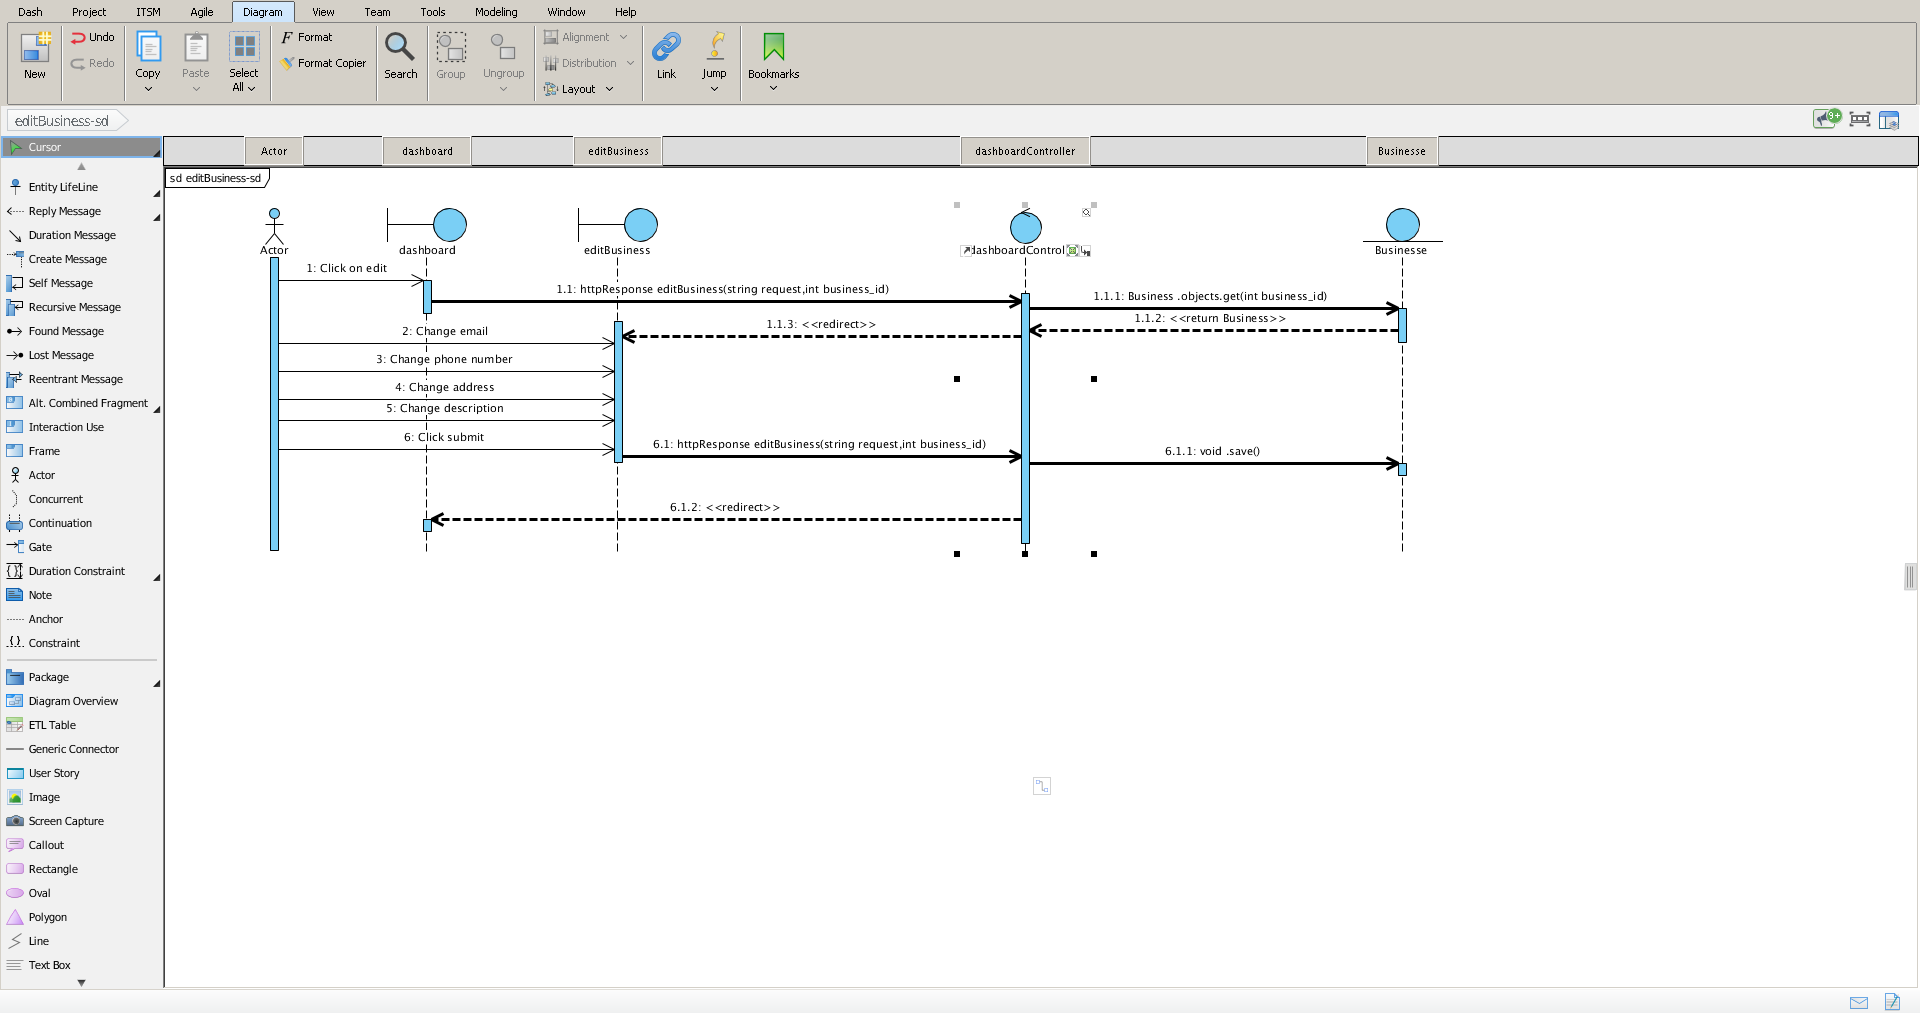 Dash Project ITSM Agile Diagram View Team Tools Modeling Window Help
New
Undo
Redo
Copy
Paste
Select
All
Format
Format Copier
Search
Group
Ungroup
Alignment
Distribution
Layout
Link
Jump
Bookmarks
editBusiness-sd
9+
Cursor
Entity LifeLine
Reply Message
Duration Message
Create Message
Self Message
Recursive Message
Found Message
Lost Message
Reentrant Message
Alt. Combined Fragment
Interaction Use
Frame
Actor
Concurrent
Continuation
Gate
Duration Constraint
Note
Anchor
Constraint
Package
Diagram Overview
ETL Table
Generic Connector
User Story
Image
Screen Capture
Callout
Rectangle
Oval
Polygon
Line
Text Box
Actor dashboard editBusiness dashboardController Businesse
sd editBusiness-sd
Actor dashboard editBusiness dashboardControl Businesse
1: Click on edit
1.1: httpResponse editBusiness(string request,int business_id)
1.1.1: Business .objects.get(int business_id)
1.1.2: <<return Business>>
1.1.3: <<redirect>>
2: Change email
3: Change phone number
4: Change address
5: Change description
6: Click submit
6.1: httpResponse editBusiness(string request,int business_id)
6.1.1: void .save()
6.1.2: <<redirect>>